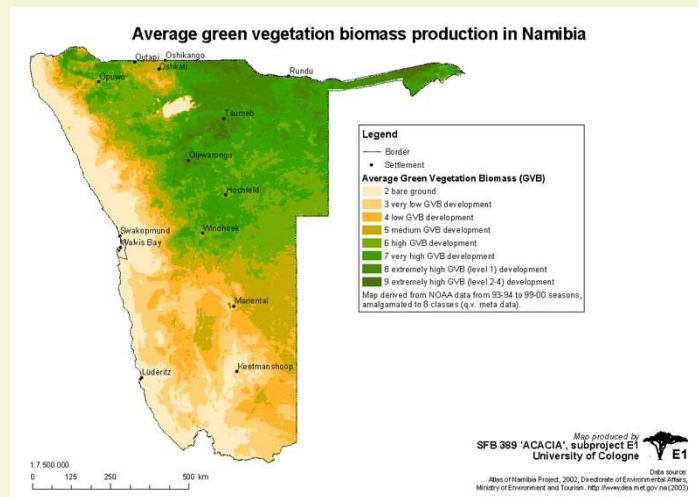 Average green vegetation biomass production in Namibia
Oshikango
Outapi
Oshkati
Opuwo
Rundu
Tsumeb
Otjiwarongo
Hochfeld
Windhoek
Swakopmund
Walvis Bay
Mariental
Keetmanshoop
Lüderitz
Legend
Border
Settlement
Average Green Vegetation Biomass (GVB)
2 bare ground
3 very low GVB development
4 low GVB development
5 medium GVB development
6 high GVB development
7 very high GVB development
8 extremely high GVB (level 1) development
9 extremely high GVB (level 2-4) development
Map derived from NOAA data from 93-94 to 99-00 seasons,
amalgamated to 8 classes (q.v. meta data).
1:7.500.000
0 125 250 500 km
Map produced by
SFB 389 'ACACIA', subproject E1
University of Cologne
E1
Data source:
Atlas of Namibia Project, 2002, Directorate of Environmental Affairs,
Ministry of Environment and Tourism. http://www.dea.met.gov.na (2003)